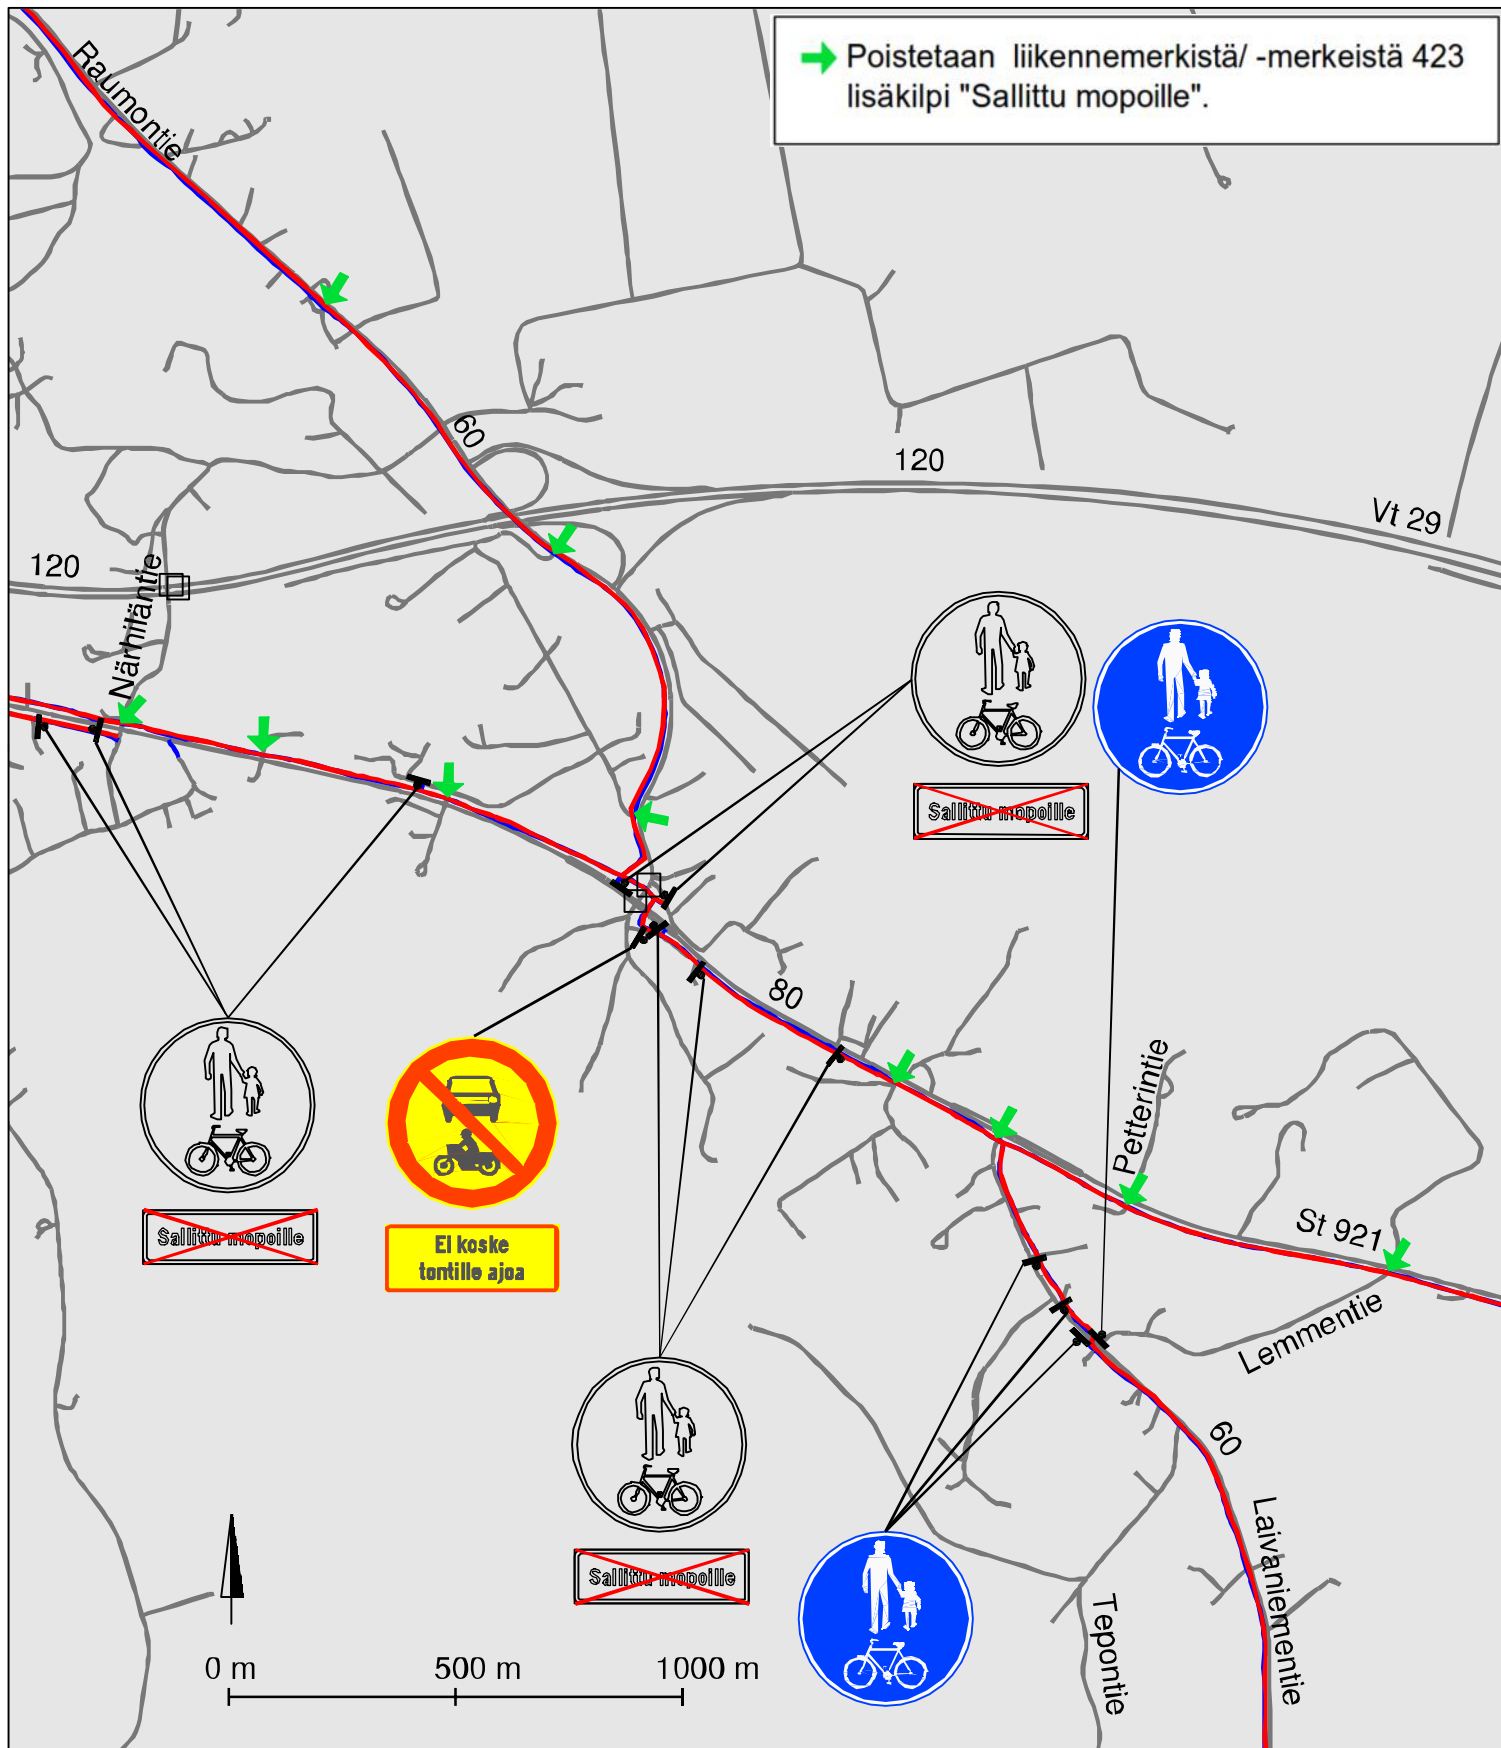 Poistetaan liikennemerkistä/ -merkeistä 423
lisäkilpi "Sallittu mopoille".
Raumontie
60
120
Vt 29
120
Närhiläntie
Sallittu mopoille
80
Petterintie
St 921
Lemmentie
Sallittu mopoille
EI koske
tontille ajoa
60
Laivaniementie
Sallittu mopoille
Tepontie
0 m
500 m
1000 m